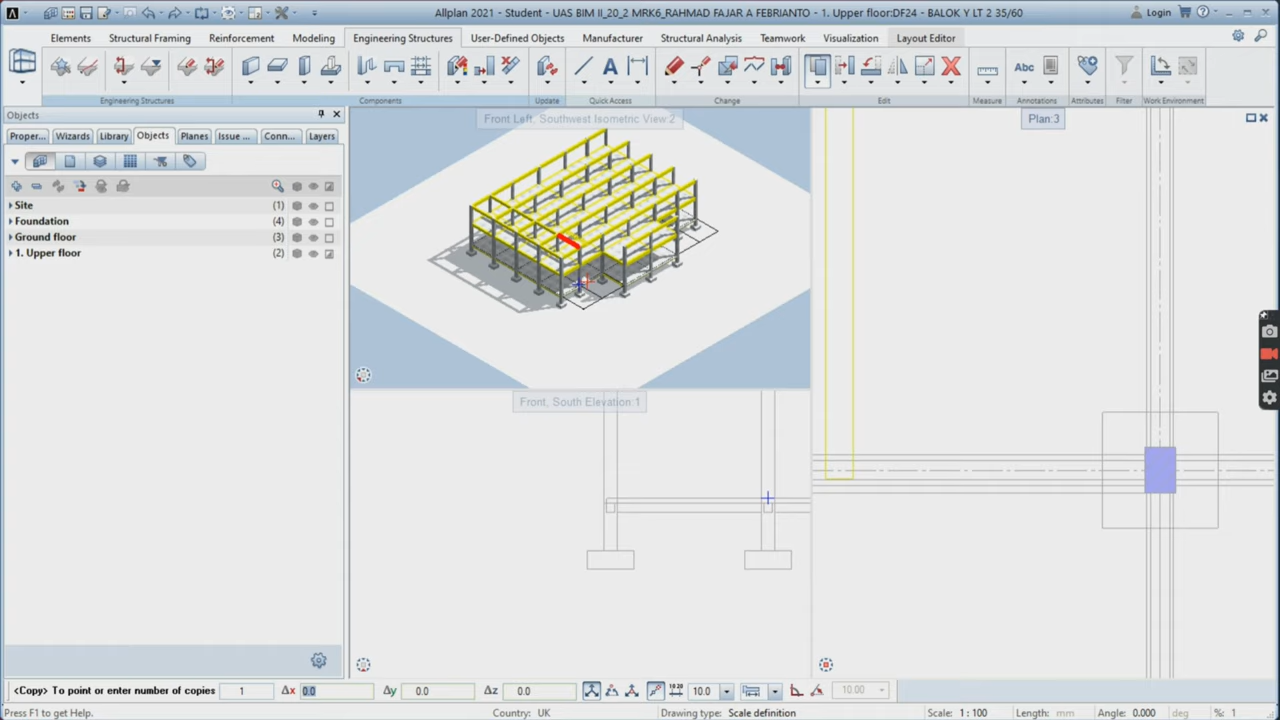 Allplan 2021 - Student - UAS BIM II_20_2 MRK6_RAHMAD FAJAR A FEBRIANTO - 1. Upper floor:DF24 - BALOK Y LT 2 35/60
Login
Elements Structural Framing Reinforcement Modeling Engineering Structures User-Defined Objects Manufacturer Structural Analysis Teamwork Visualization Layout Editor
Abc
Engineering Structures Components Update Quick Access Change Edit Measure Annotations Attributes Filter Work Environment
Objects
Proper... Wizards Library Objects Planes Issue ... Conn... Layers
Site (1)
Foundation (4)
Ground floor (3)
1. Upper floor (2)
Front Left, Southwest Isometric View:2
Plan:3
Front, South Elevation:1
<Copy> To point or enter number of copies 1 Δx 0.0 Δy 0.0 Δz 0.0 10.0 10.00
Press F1 to get Help. Country: UK Drawing type: Scale definition Scale: 1 : 100 Length: mm Angle: 0.000 deg %: 1